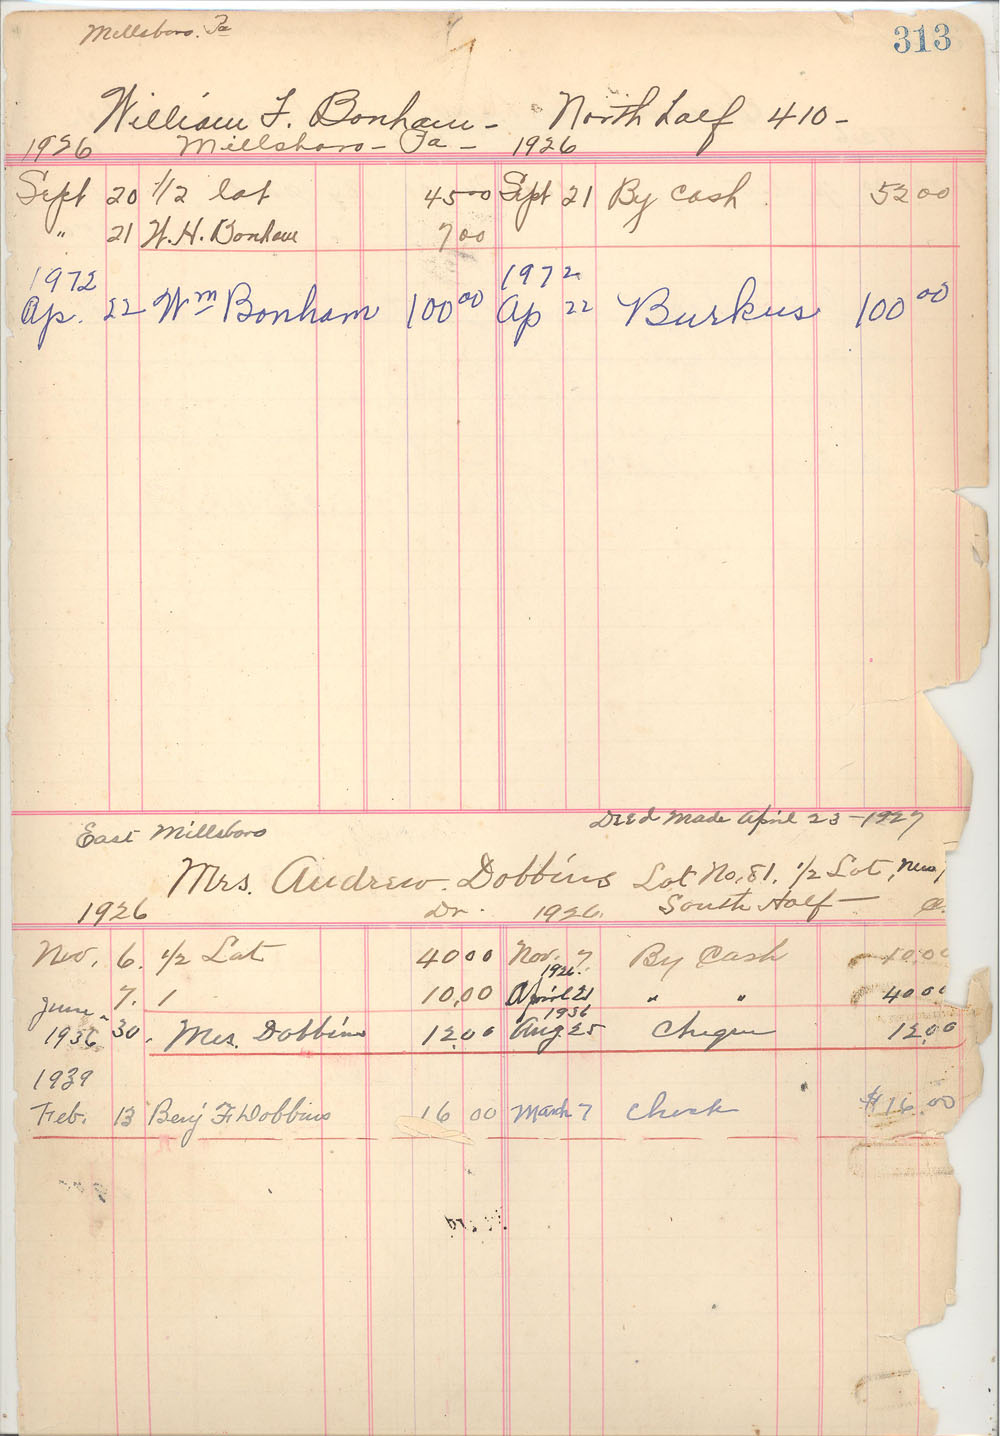 Millsboro. Pa
313
William F. Bonham - North half 410 -
1926 Millsboro - Pa - 1926
Sept 20 1/2 lot 45 00 Sept 21 By cash 52 00
" 21 W. H. Bonham 7 00
1972 1972
Ap. 22 Wm Bonham 100 00 Ap 22 Burkus 100 00
East Millsboro Deed Made April 23-1927
Mrs. Andrew. Dobbins Lot No, 81, 1/2 Lot,
1926 Dr. 1926. South Half - C.
Nov. 6. 1/2 Lat 40 00 Nov. 7 By Cash 10.00
7. 1 10,00 April 21 " " 40 00
June 1936
1936 30. Mrs. Dobbins 12.00 Aug. 25 Cheque 12.00
1939
Feb. 13 Benj F. Dobbins 16 00 March 7 Check $ 16.00